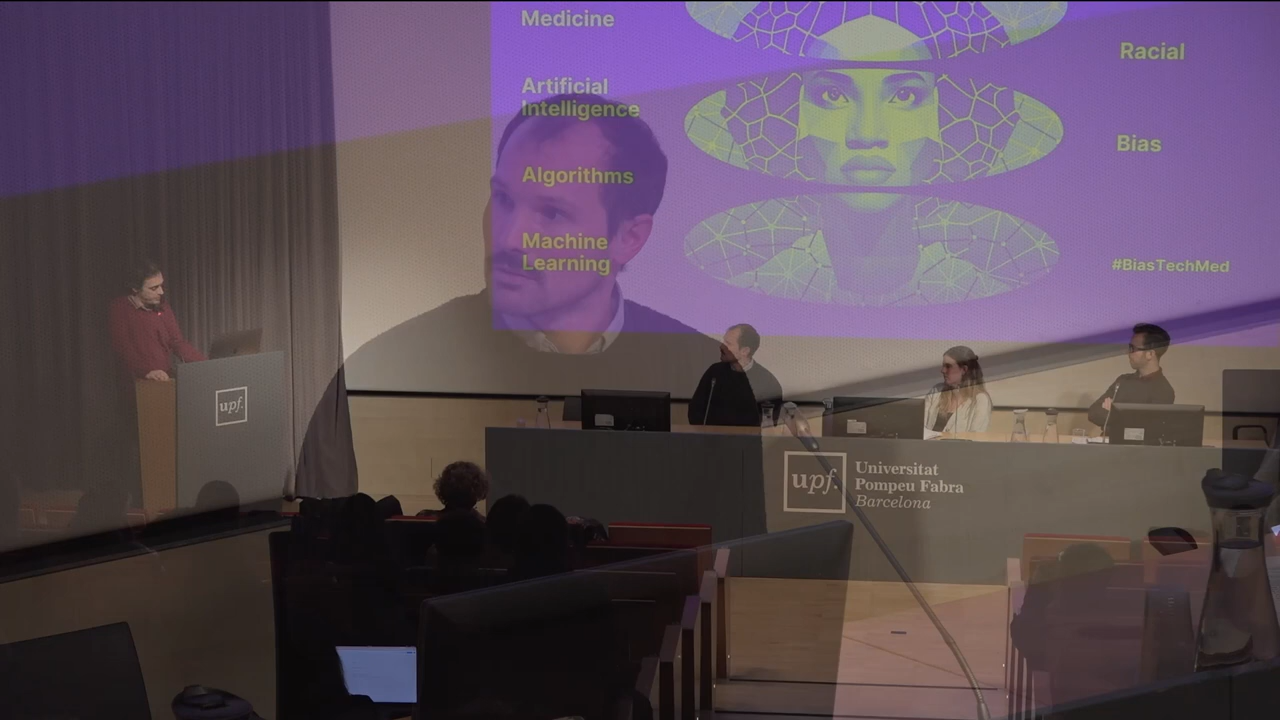 Medicine
Artificial
Intelligence
Algorithms
Machine
Learning
Racial
Bias
#BiasTechMed
upf.
upf.
Universitat
Pompeu Fabra
Barcelona